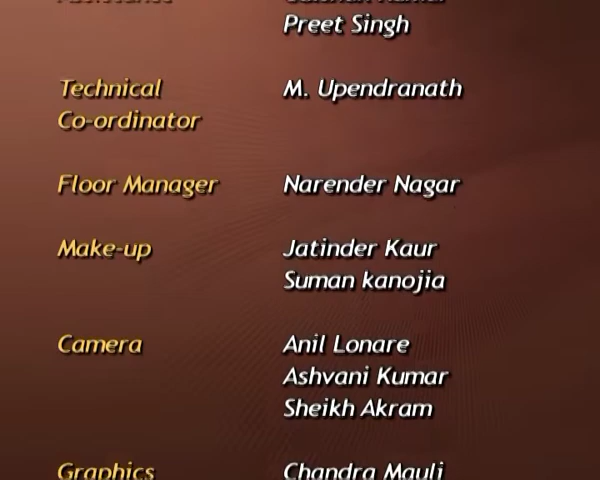 Preet Singh
Technical M. Upendranath
Co-ordinator
Floor Manager Narender Nagar
Make-up Jatinder Kaur
Suman kanojia
Camera Anil Lonare
Ashvani Kumar
Sheikh Akram
Graphics Chandra Mauli